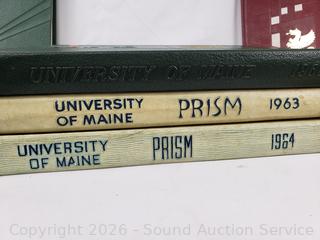 UNIVERSITY OF MAINE
UNIVERSITY OF MAINE PRISM 1963
UNIVERSITY OF MAINE PRISM 1964
Copyright 2026 - Sound Auction Service